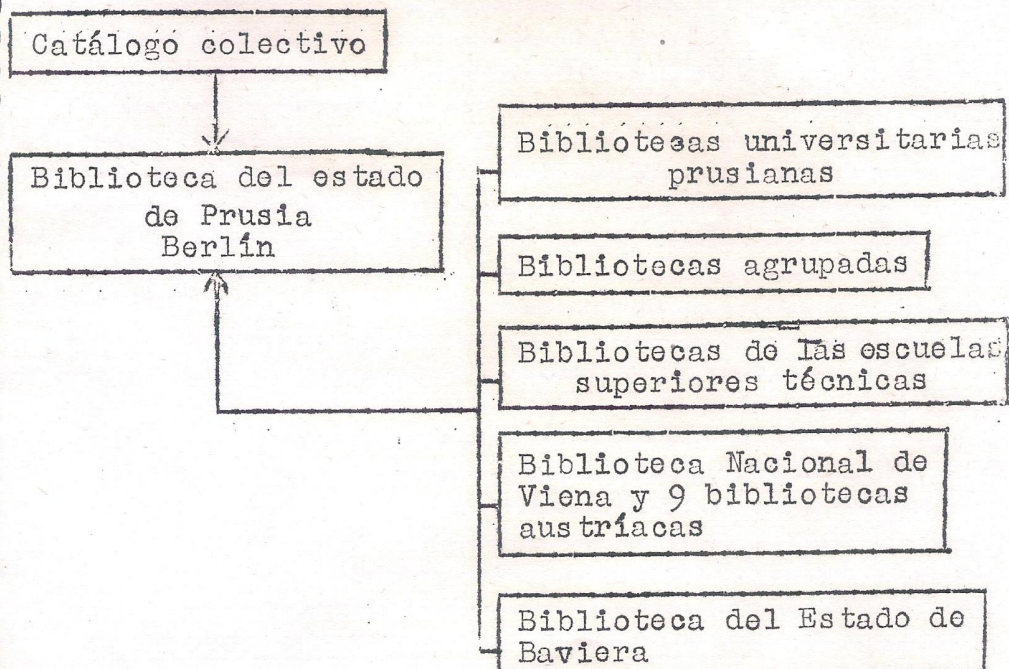 Catálogo colectivo
Biblioteca del estado
de Prusia
Berlín
Bibliotecas universitarias
prusianas
Bibliotecas agrupadas
Bibliotecas de las escuelas
superiores técnicas
Biblioteca Nacional de
Viena y 9 bibliotecas
austríacas
Biblioteca del Estado de
Baviera